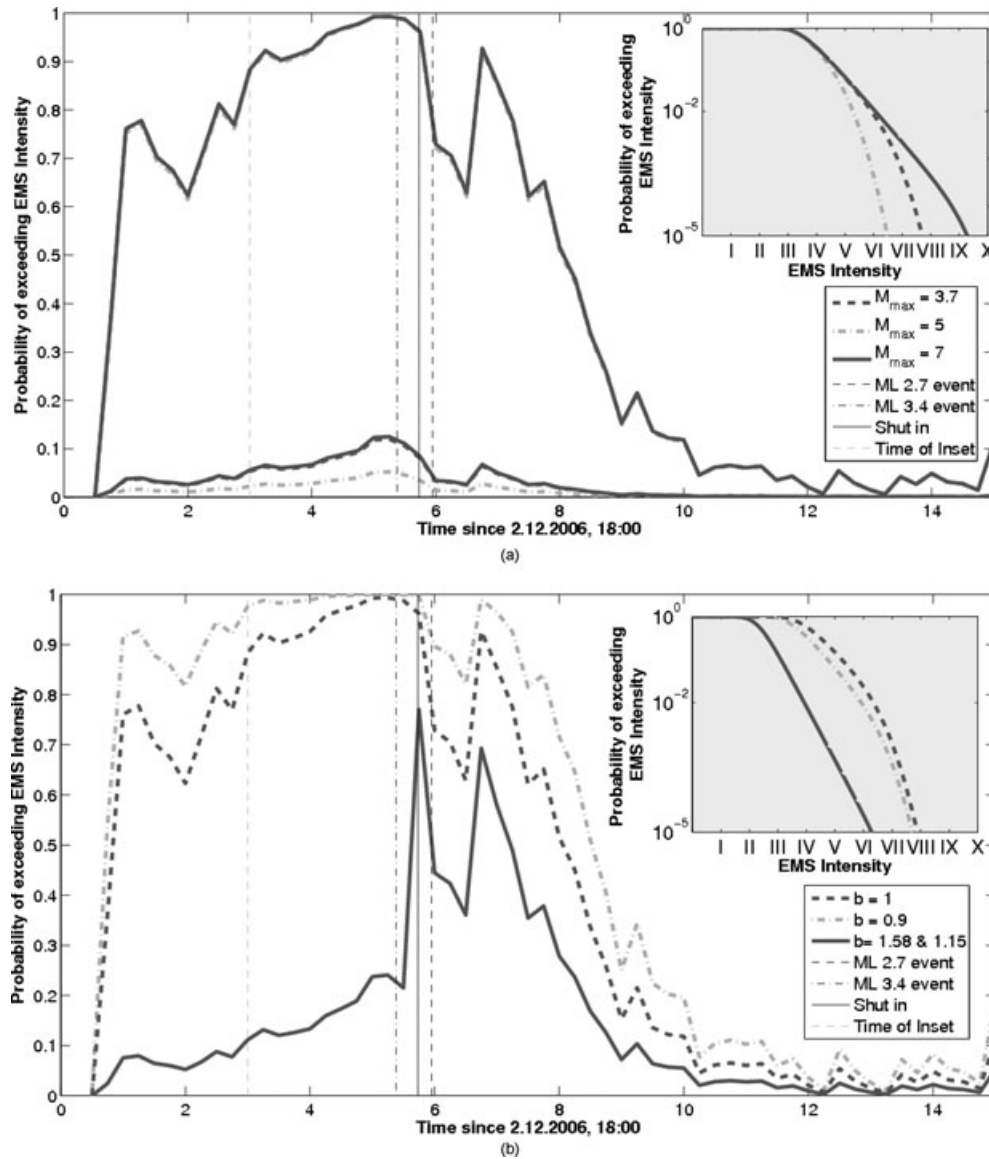 1
0.9
0.8
0.7
0.6
0.5
0.4
0.3
0.2
0.1
0
Probability of exceeding EMS Intensity
0 2 4 6 8 10 12 14
Time since 2.12.2006, 18:00
10^0
10^-2
10^-5
Probability of exceeding
EMS Intensity
I II III IV V VI VII VIII IX X
EMS Intensity
M_max = 3.7
M_max = 5
M_max = 7
ML 2.7 event
ML 3.4 event
Shut in
Time of Inset
(a)
1
0.9
0.8
0.7
0.6
0.5
0.4
0.3
0.2
0.1
0
Probability of exceeding EMS Intensity
0 2 4 6 8 10 12 14
Time since 2.12.2006, 18:00
10^0
10^-2
10^-5
Probability of exceeding
EMS Intensity
I II III IV V VI VII VIII IX X
EMS Intensity
b = 1
b = 0.9
b= 1.58 & 1.15
ML 2.7 event
ML 3.4 event
Shut in
Time of Inset
(b)